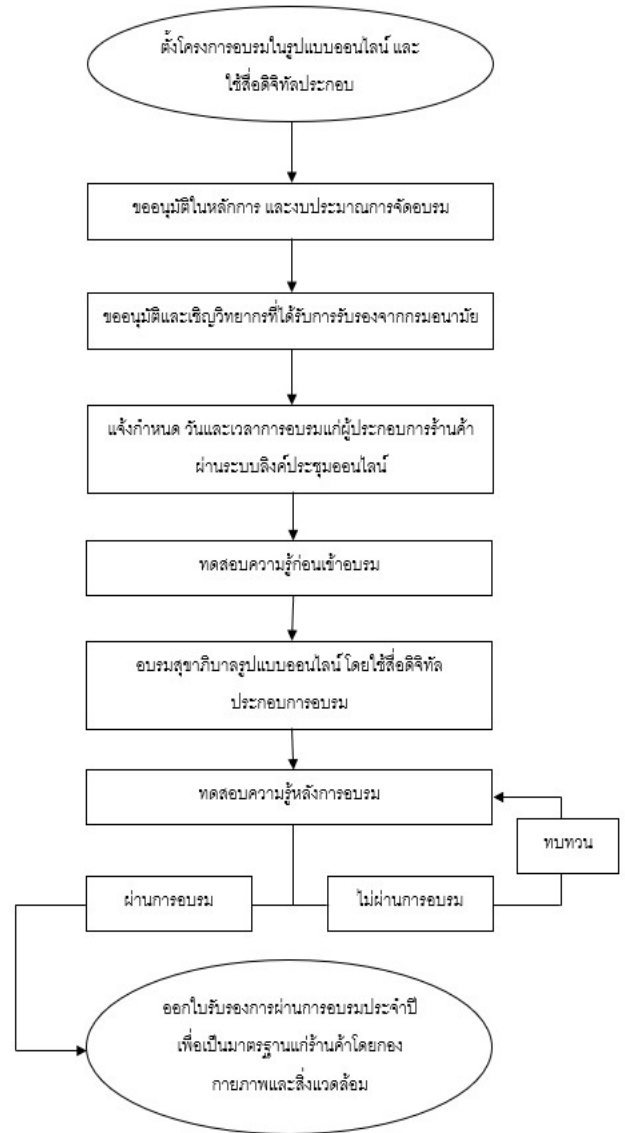 ตั้งโครงการอบรมในรูปแบบออนไลน์ และ
ใช้สื่อดิจิทัลประกอบ
ขออนุมัติในหลักการ และงบประมาณการจัดอบรม
ขออนุมัติและเชิญวิทยากรที่ได้รับการรับรองจากกรมอนามัย
แจ้งกำหนด วันและเวลาการอบรมแก่ผู้ประกอบการร้านค้า
ผ่านระบบลิงค์ประชุมออนไลน์
ทดสอบความรู้ก่อนเข้าอบรม
อบรมสุขาภิบาลรูปแบบออนไลน์ โดยใช้สื่อดิจิทัล
ประกอบการอบรม
ทดสอบความรู้หลังการอบรม
ทบทวน
ผ่านการอบรม
ไม่ผ่านการอบรม
ออกใบรับรองการผ่านการอบรมประจำปี
เพื่อเป็นมาตรฐานแก่ร้านค้าโดยกอง
กายภาพและสิ่งแวดล้อม